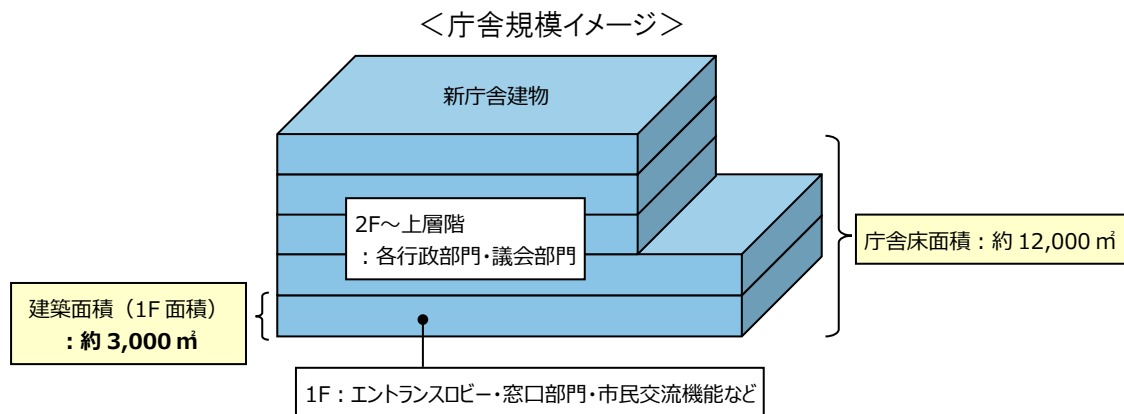 ＜庁舎規模イメージ＞
新庁舎建物
2F～上層階
：各行政部門・議会部門
庁舎床面積：約 12,000 ㎡
建築面積（1F 面積）
：約 3,000 ㎡
1F：エントランスロビー・窓口部門・市民交流機能など